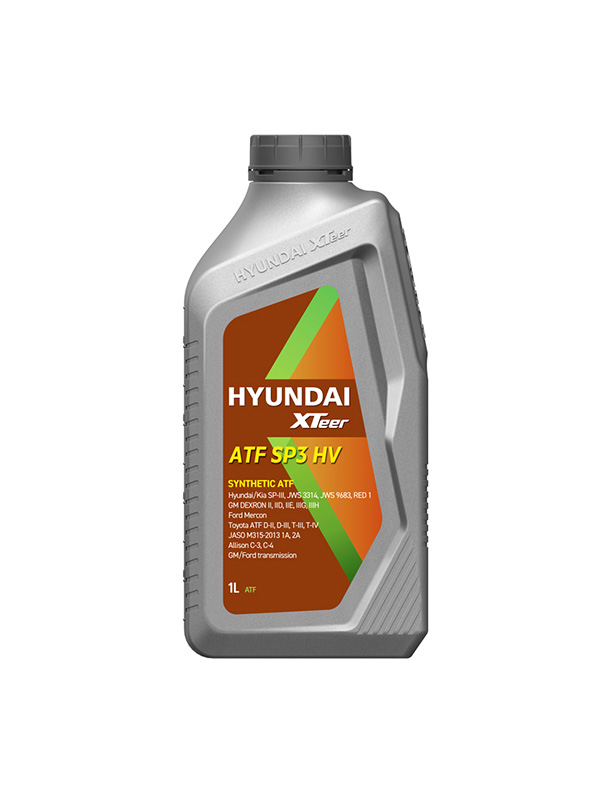 HYUNDAI XTeer
HYUNDAI
XTeer
ATF SP3 HV
SYNTHETIC ATF
Hyundai/Kia SP-III, JWS 3314, JWS 9683, RED 1
GM DEXRON II, IID, IIE, IIIG, IIIH
Ford Mercon
Toyota ATF D-II, D-III, T-III, T-IV
JASO M315-2013 1A, 2A
Allison C-3, C-4
GM/Ford transmission
1L ATF